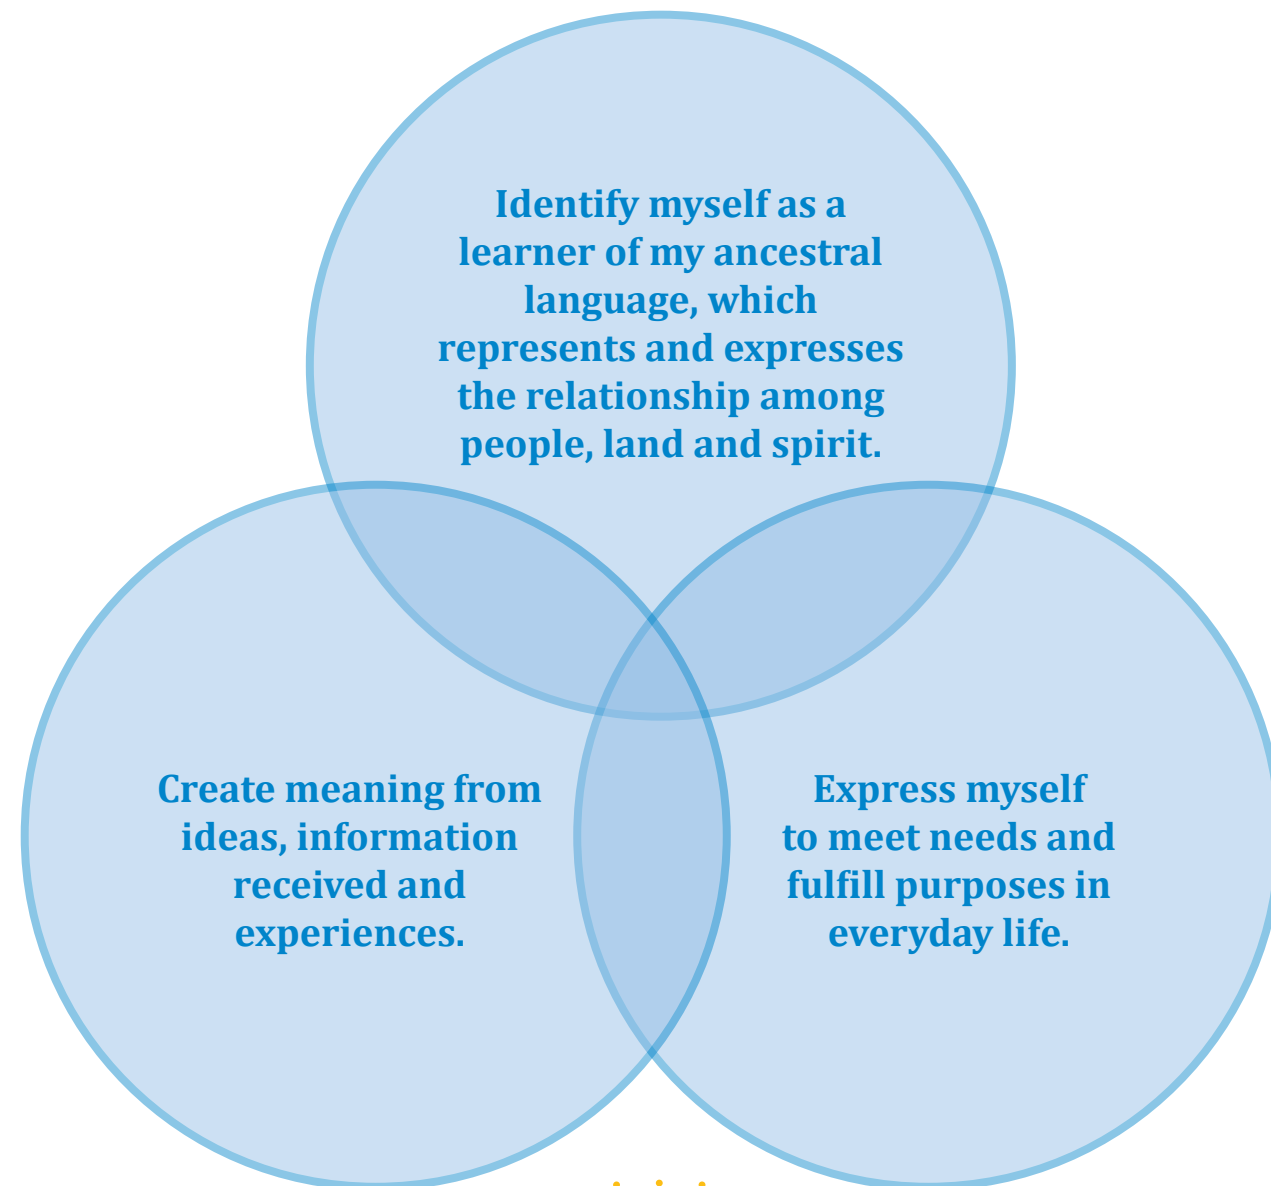 Identify myself as a
learner of my ancestral
language, which
represents and expresses
the relationship among
people, land and spirit.
Create meaning from
ideas, information
received and
experiences.
Express myself
to meet needs and
fulfill purposes in
everyday life.